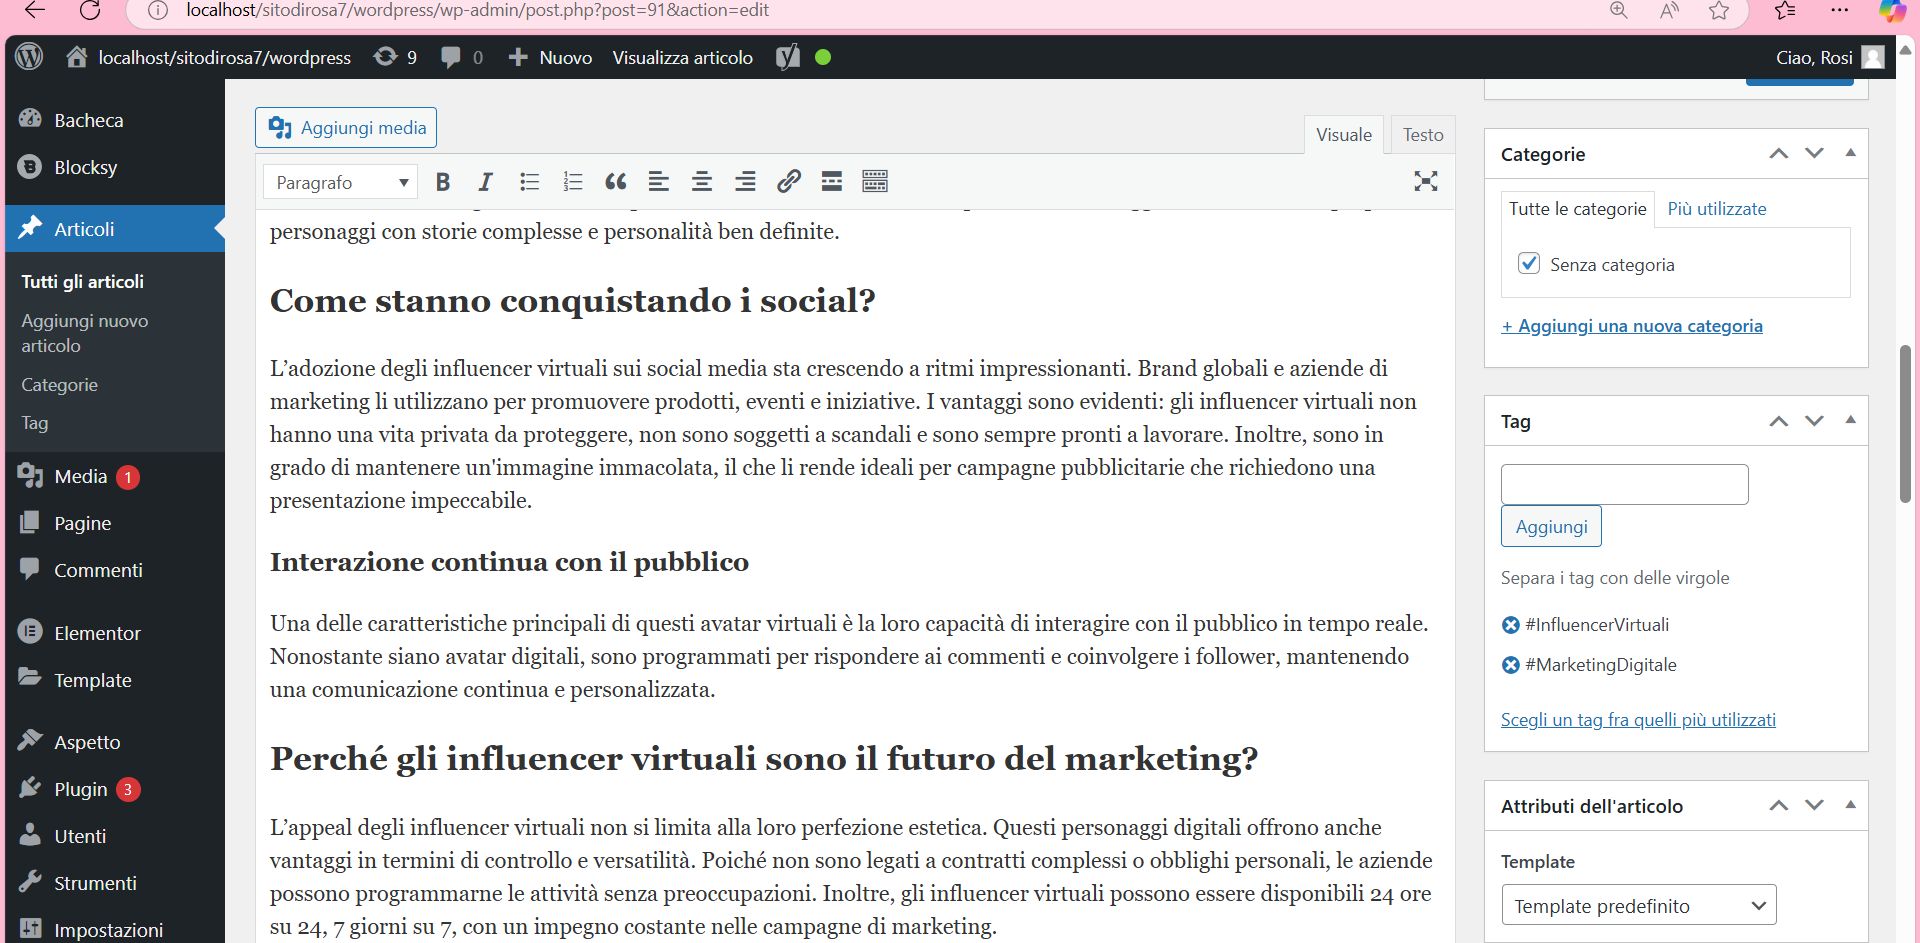 localhost/sitodirosa7/wordpress/wp-admin/post.php?post=91&action=edit
localhost/sitodirosa7/wordpress 9 0 Nuovo Visualizza articolo Ciao, Rosi
Bacheca
Blocksy
Articoli
Tutti gli articoli
Aggiungi nuovo
articolo
Categorie
Tag
Media 1
Pagine
Commenti
Elementor
Template
Aspetto
Plugin 3
Utenti
Strumenti
Impostazioni
Aggiungi media
Visuale Testo
Paragrafo
personaggi con storie complesse e personalità ben definite.
Come stanno conquistando i social?
L’adozione degli influencer virtuali sui social media sta crescendo a ritmi impressionanti. Brand globali e aziende di
marketing li utilizzano per promuovere prodotti, eventi e iniziative. I vantaggi sono evidenti: gli influencer virtuali non
hanno una vita privata da proteggere, non sono soggetti a scandali e sono sempre pronti a lavorare. Inoltre, sono in
grado di mantenere un'immagine immacolata, il che li rende ideali per campagne pubblicitarie che richiedono una
presentazione impeccabile.
Interazione continua con il pubblico
Una delle caratteristiche principali di questi avatar virtuali è la loro capacità di interagire con il pubblico in tempo reale.
Nonostante siano avatar digitali, sono programmati per rispondere ai commenti e coinvolgere i follower, mantenendo
una comunicazione continua e personalizzata.
Perché gli influencer virtuali sono il futuro del marketing?
L’appeal degli influencer virtuali non si limita alla loro perfezione estetica. Questi personaggi digitali offrono anche
vantaggi in termini di controllo e versatilità. Poiché non sono legati a contratti complessi o obblighi personali, le aziende
possono programmarne le attività senza preoccupazioni. Inoltre, gli influencer virtuali possono essere disponibili 24 ore
su 24, 7 giorni su 7, con un impegno costante nelle campagne di marketing.
Categorie
Tutte le categorie Più utilizzate
Senza categoria
+ Aggiungi una nuova categoria
Tag
Aggiungi
Separa i tag con delle virgole
#InfluencerVirtuali
#MarketingDigitale
Scegli un tag fra quelli più utilizzati
Attributi dell'articolo
Template
Template predefinito